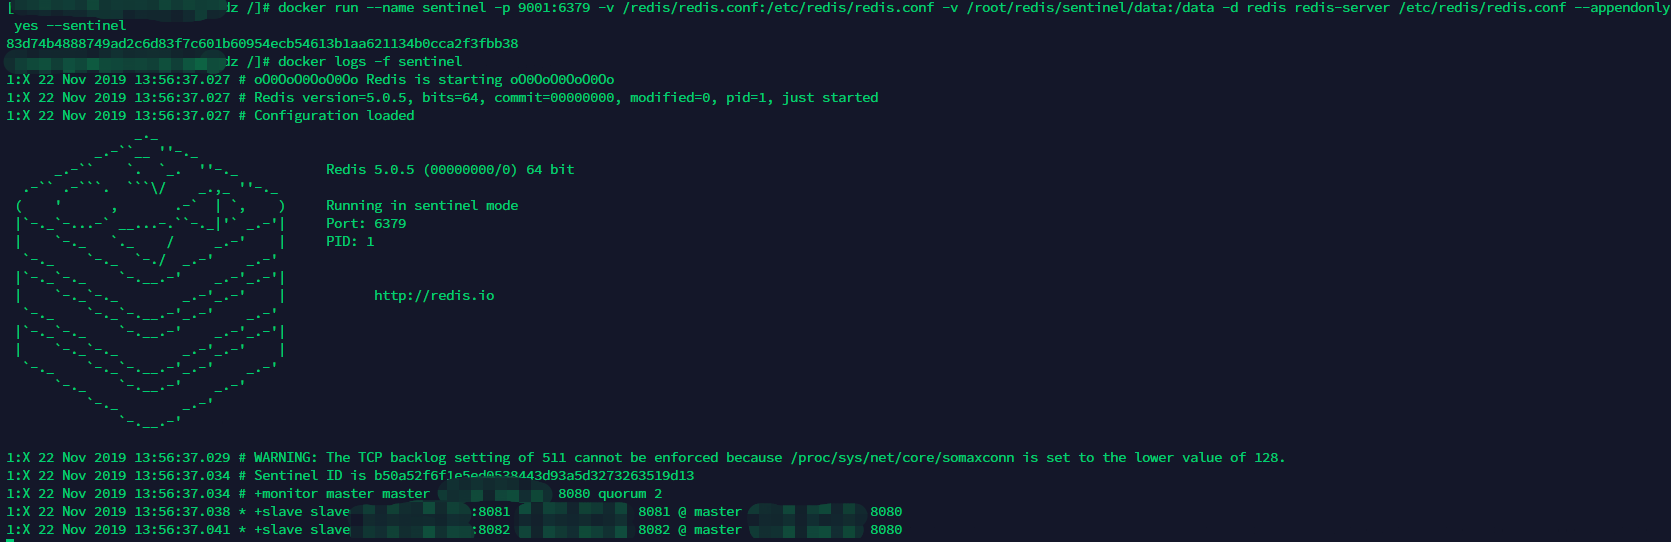 dz /]# docker run --name sentinel -p 9001:6379 -v /redis/redis.conf:/etc/redis/redis.conf -v /root/redis/sentinel/data:/data -d redis redis-server /etc/redis/redis.conf --appendonly
yes --sentinel
83d74b4888749ad2c6d83f7c601b60954ecb54613b1aa621134b0cca2f3fbb38
dz /]# docker logs -f sentinel
1:X 22 Nov 2019 13:56:37.027 # oO0OoO0OoO0Oo Redis is starting oO0OoO0OoO0Oo
1:X 22 Nov 2019 13:56:37.027 # Redis version=5.0.5, bits=64, commit=00000000, modified=0, pid=1, just started
1:X 22 Nov 2019 13:56:37.027 # Configuration loaded
Redis 5.0.5 (00000000/0) 64 bit
Running in sentinel mode
Port: 6379
PID: 1
http://redis.io
1:X 22 Nov 2019 13:56:37.029 # WARNING: The TCP backlog setting of 511 cannot be enforced because /proc/sys/net/core/somaxconn is set to the lower value of 128.
1:X 22 Nov 2019 13:56:37.034 # Sentinel ID is b50a52f6f1e5ed0538443d93a5d3273263519d13
1:X 22 Nov 2019 13:56:37.034 # +monitor master master 8080 quorum 2
1:X 22 Nov 2019 13:56:37.038 * +slave slave :8081 8081 @ master 8080
1:X 22 Nov 2019 13:56:37.041 * +slave slave :8082 8082 @ master 8080